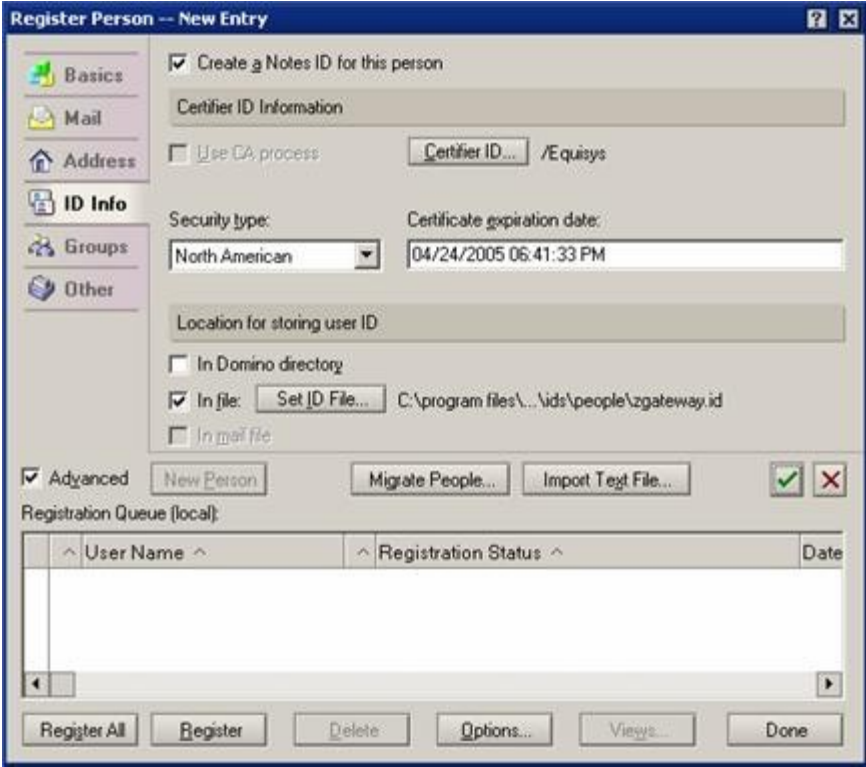 Register Person -- New Entry
Basics
Mail
Address
ID Info
Groups
Other
Create a Notes ID for this person
Certifier ID Information
Use CA process
Certifier ID...
/Equisys
Security type:
Certificate expiration date:
North American
04/24/2005 06:41:33 PM
Location for storing user ID
In Domino directory
In file:
Set ID File...
C:\program files\...\ids\people\zgateway.id
In mail file
Advanced
New Person
Migrate People...
Import Text File...
Registration Queue (local):
User Name
Registration Status
Date
Register All
Register
Delete
Options...
Views...
Done